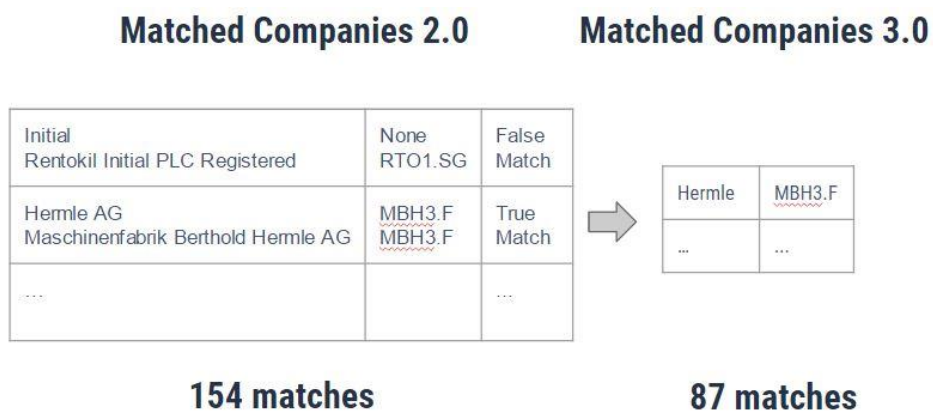 Matched Companies 2.0
Matched Companies 3.0
Initial
Rentokil Initial PLC Registered
None
RTO1.SG
False
Match
Hermle AG
Maschinenfabrik Berthold Hermle AG
MBH3.F
MBH3.F
True
Match
...
...
Hermle
MBH3.F
...
...
154 matches
87 matches